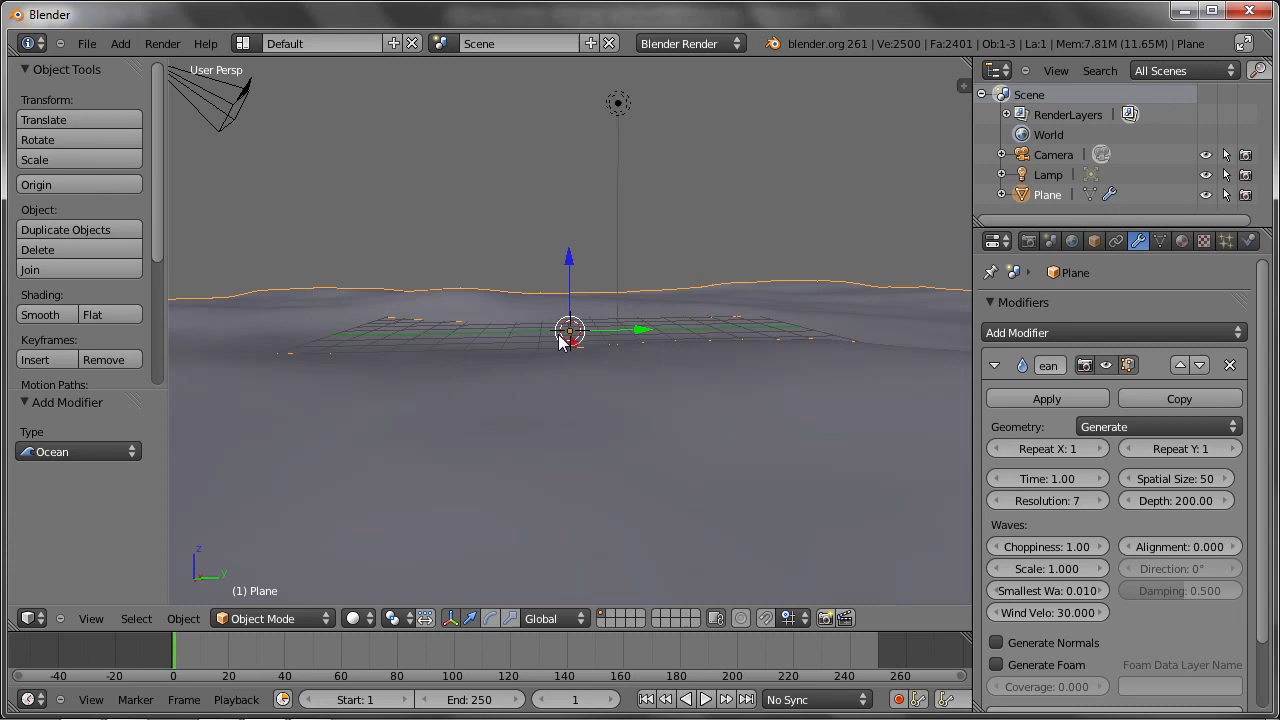 Blender
File Add Render Help Default Scene Blender Render blender.org 261 | Ve:2500 | Fa:2401 | Ob:1-3 | La:1 | Mem:7.81M (11.65M) | Plane
Object Tools
Transform:
Translate
Rotate
Scale
Origin
Object:
Duplicate Objects
Delete
Join
Shading:
Smooth Flat
Keyframes:
Insert Remove
Motion Paths:
Add Modifier
Type
Ocean
User Persp
z
y
(1) Plane
View Select Object Object Mode Global
-40 -20 0 20 40 60 80 100 120 140 160 180 200 220 240 260
View Marker Frame Playback Start: 1 End: 250 1 No Sync
View Search All Scenes
Scene
RenderLayers
World
Camera
Lamp
Plane
Plane
Modifiers
Add Modifier
ean
Apply Copy
Geometry: Generate
Repeat X: 1 Repeat Y: 1
Time: 1.00 Spatial Size: 50
Resolution: 7 Depth: 200.00
Waves:
Choppiness: 1.00 Alignment: 0.000
Scale: 1.000 Direction: 0°
Smallest Wa: 0.010 Damping: 0.500
Wind Velo: 30.000
Generate Normals
Generate Foam Foam Data Layer Name
Coverage: 0.000